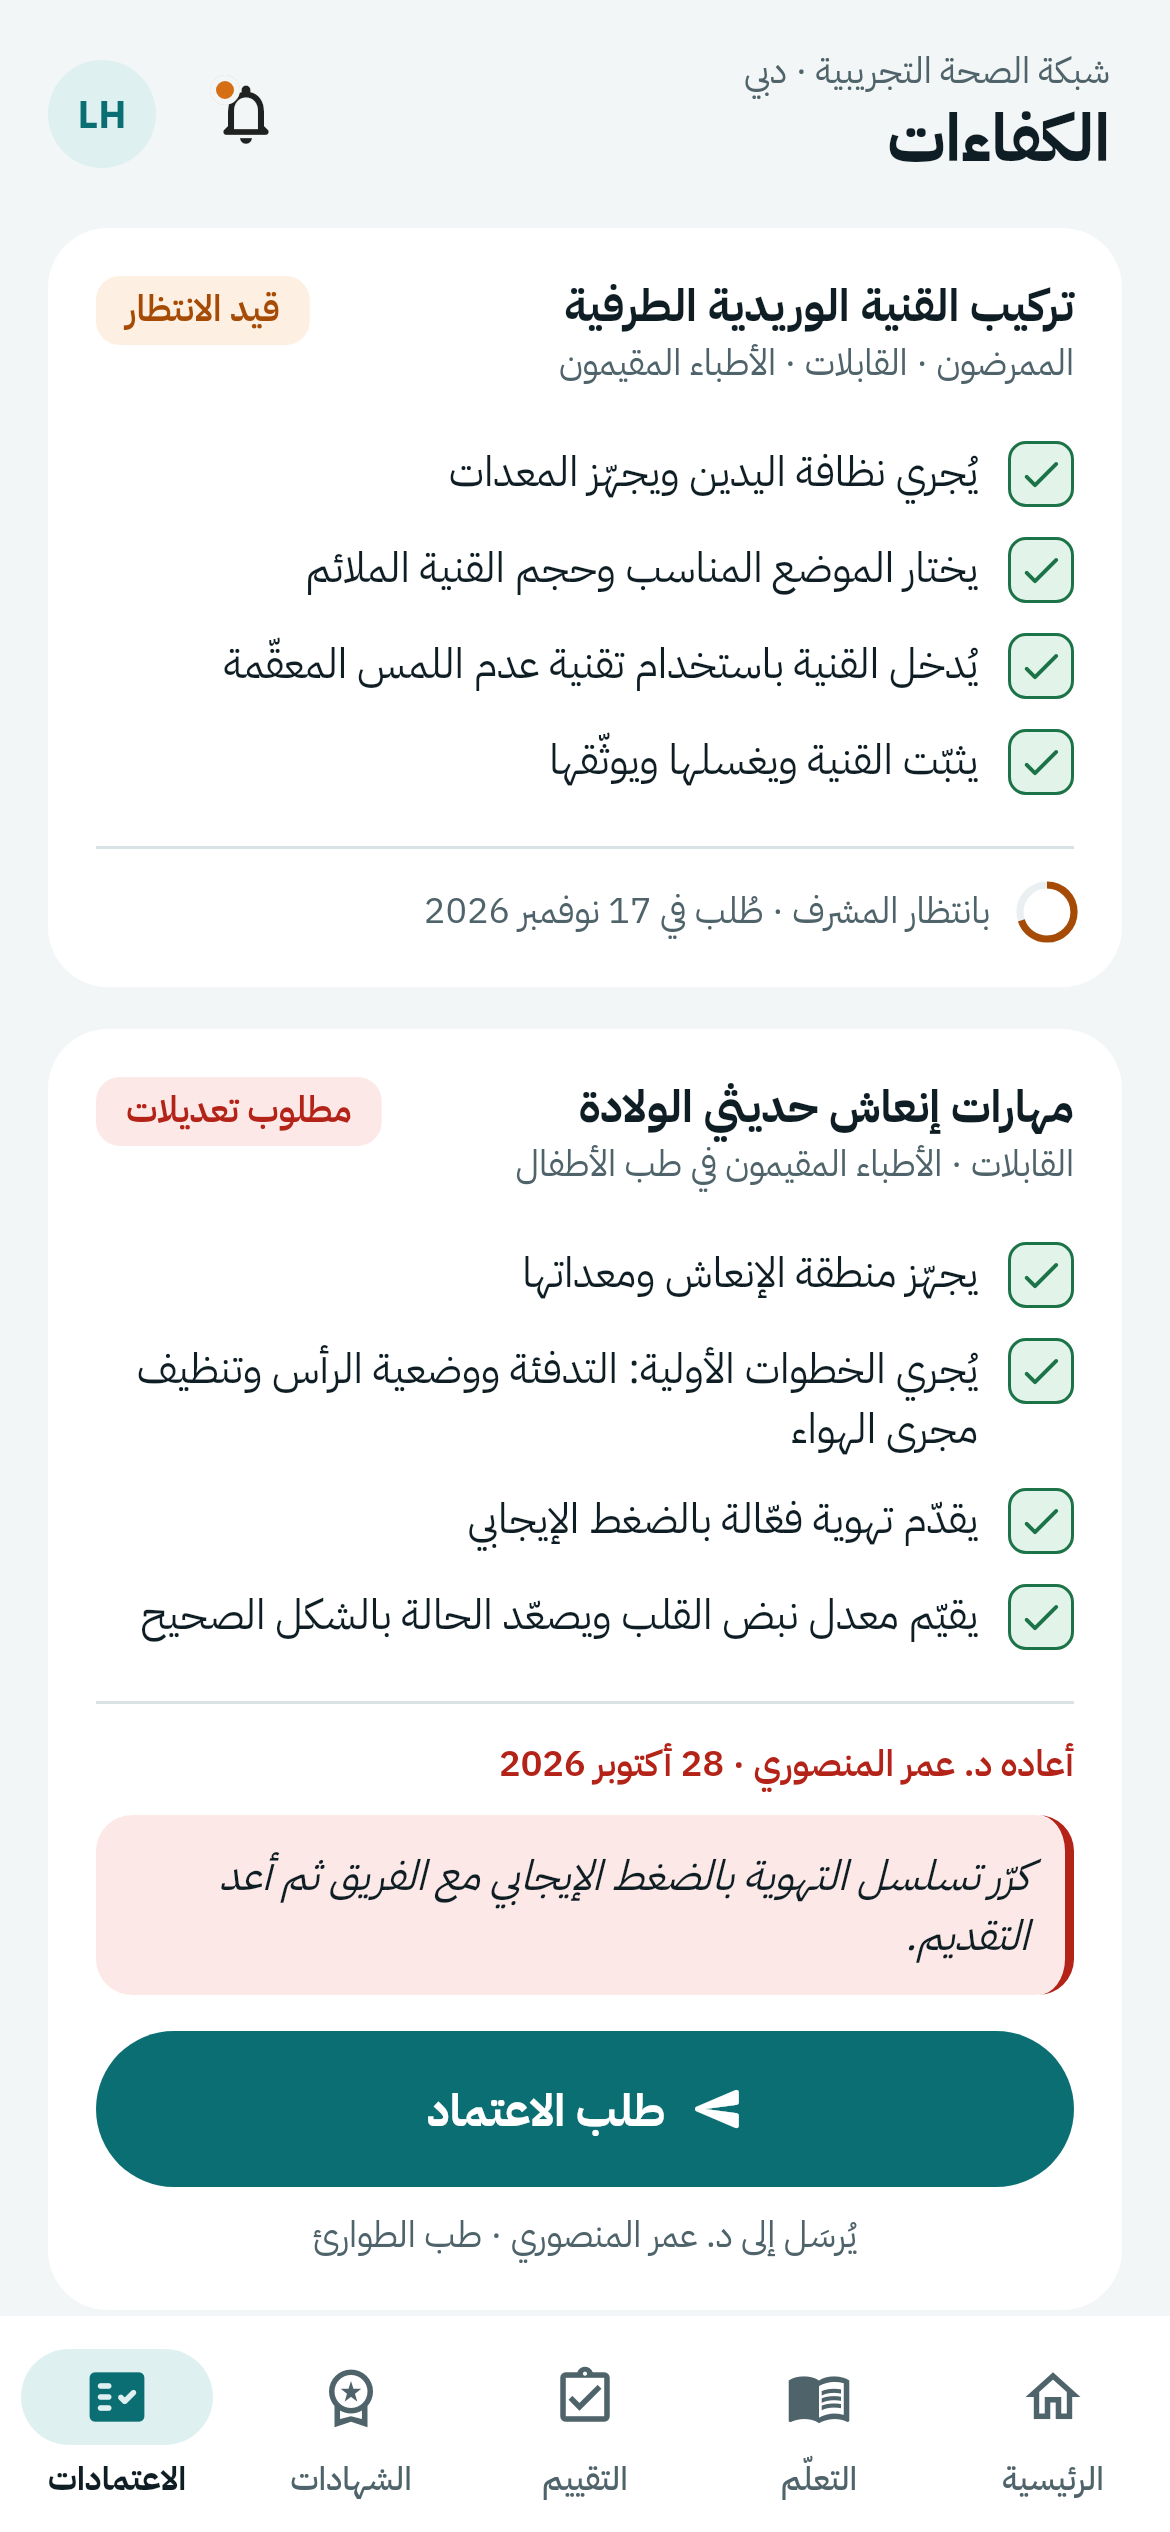 شبكة الصحة التجريبية · دبي
الكفاءات
LH
تركيب القنية الوريدية الطرفية
قيد الانتظار
الممرضون · القابلات · الأطباء المقيمون
يُجري نظافة اليدين ويجهّز المعدات
يختار الموضع المناسب وحجم القنية الملائم
يُدخل القنية باستخدام تقنية عدم اللمس المعقّمة
يثبّت القنية ويغسلها ويوثّقها
بانتظار المشرف · طُلب في 17 نوفمبر 2026
مهارات إنعاش حديثي الولادة
مطلوب تعديلات
القابلات · الأطباء المقيمون في طب الأطفال
يجهّز منطقة الإنعاش ومعداتها
يُجري الخطوات الأولية: التدفئة ووضعية الرأس وتنظيف
مجرى الهواء
يقدّم تهوية فعّالة بالضغط الإيجابي
يقيّم معدل نبض القلب ويصعّد الحالة بالشكل الصحيح
أعاده د. عمر المنصوري · 28 أكتوبر 2026
كرّر تسلسل التهوية بالضغط الإيجابي مع الفريق ثم أعد
التقديم.
طلب الاعتماد
يُرسَل إلى د. عمر المنصوري · طب الطوارئ
الرئيسية
التعلّم
التقييم
الشهادات
الاعتمادات